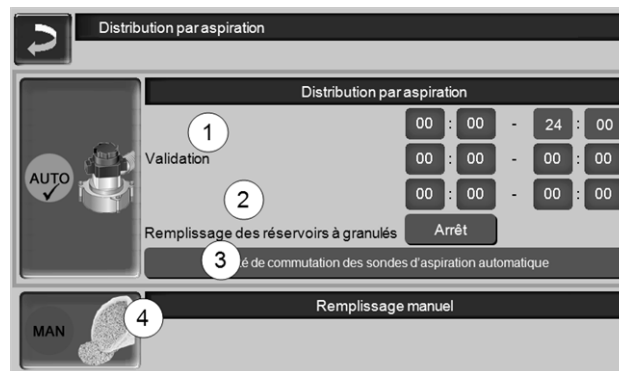 Distribution par aspiration
Distribution par aspiration
1
00 : 00 - 24 : 00
Validation
00 : 00 - 00 : 00
AUTO
00 : 00 - 00 : 00
2
Remplissage des réservoirs à granulés Arrêt
3
de commutation des sondes d'aspiration automatique
4
Remplissage manuel
MAN